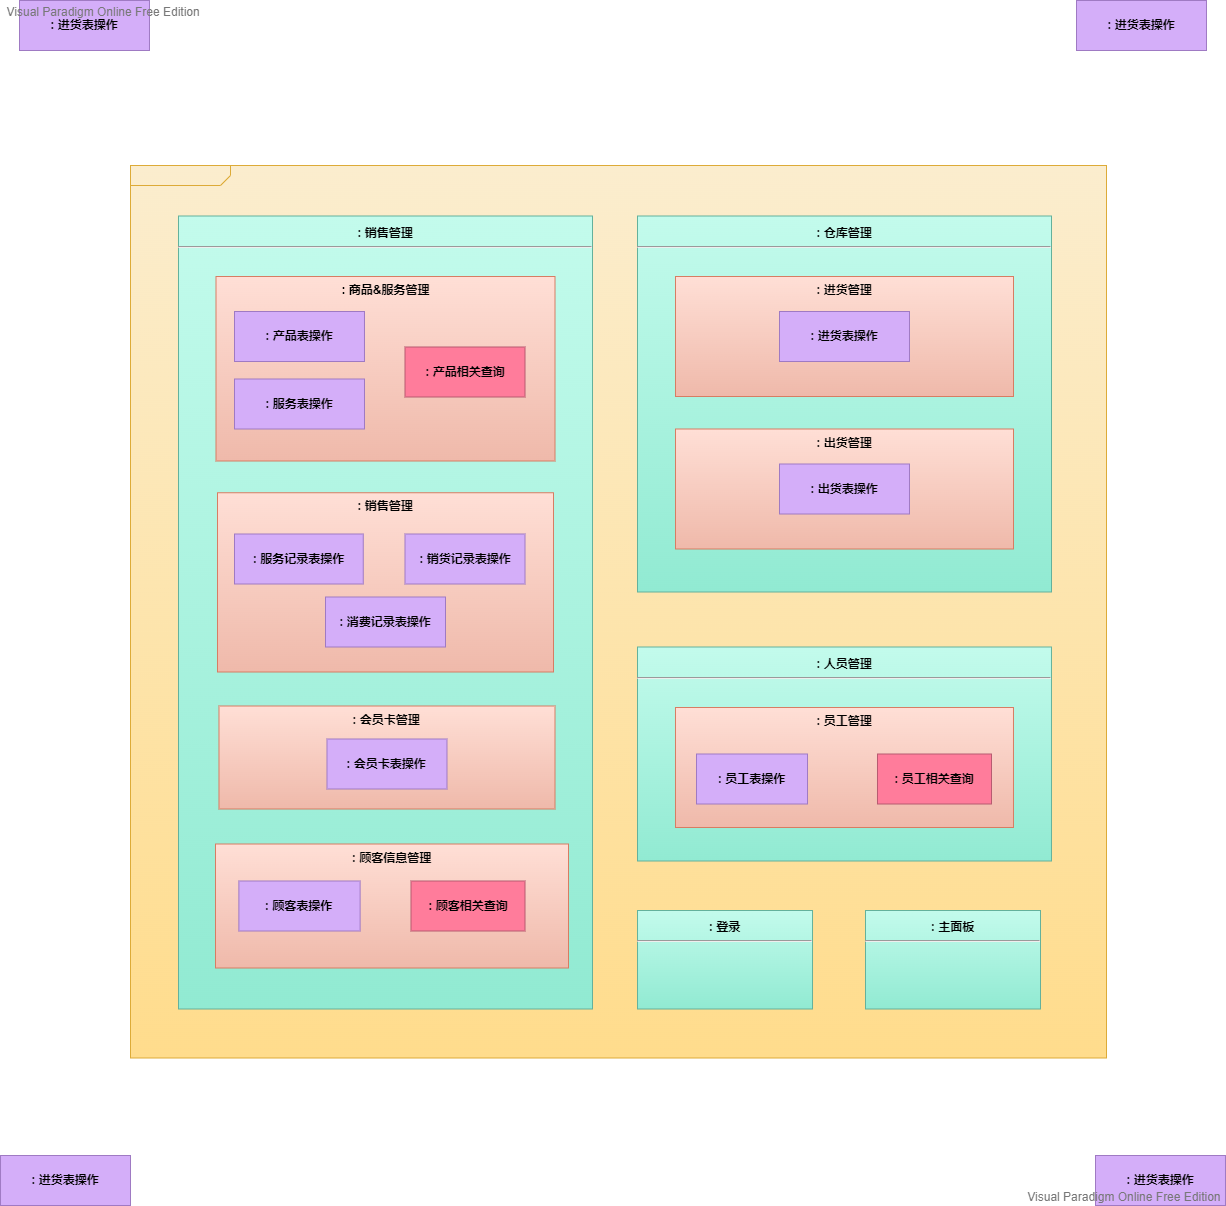 Visual Paradigm Online Free Edition
: 进货表操作
: 进货表操作
: 销售管理
: 商品&服务管理
: 产品表操作
: 产品相关查询
: 服务表操作
: 销售管理
: 服务记录表操作
: 销货记录表操作
: 消费记录表操作
: 会员卡管理
: 会员卡表操作
: 顾客信息管理
: 顾客表操作
: 顾客相关查询
: 仓库管理
: 进货管理
: 进货表操作
: 出货管理
: 出货表操作
: 人员管理
: 员工管理
: 员工表操作
: 员工相关查询
: 登录
: 主面板
: 进货表操作
: 进货表操作
Visual Paradigm Online Free Edition